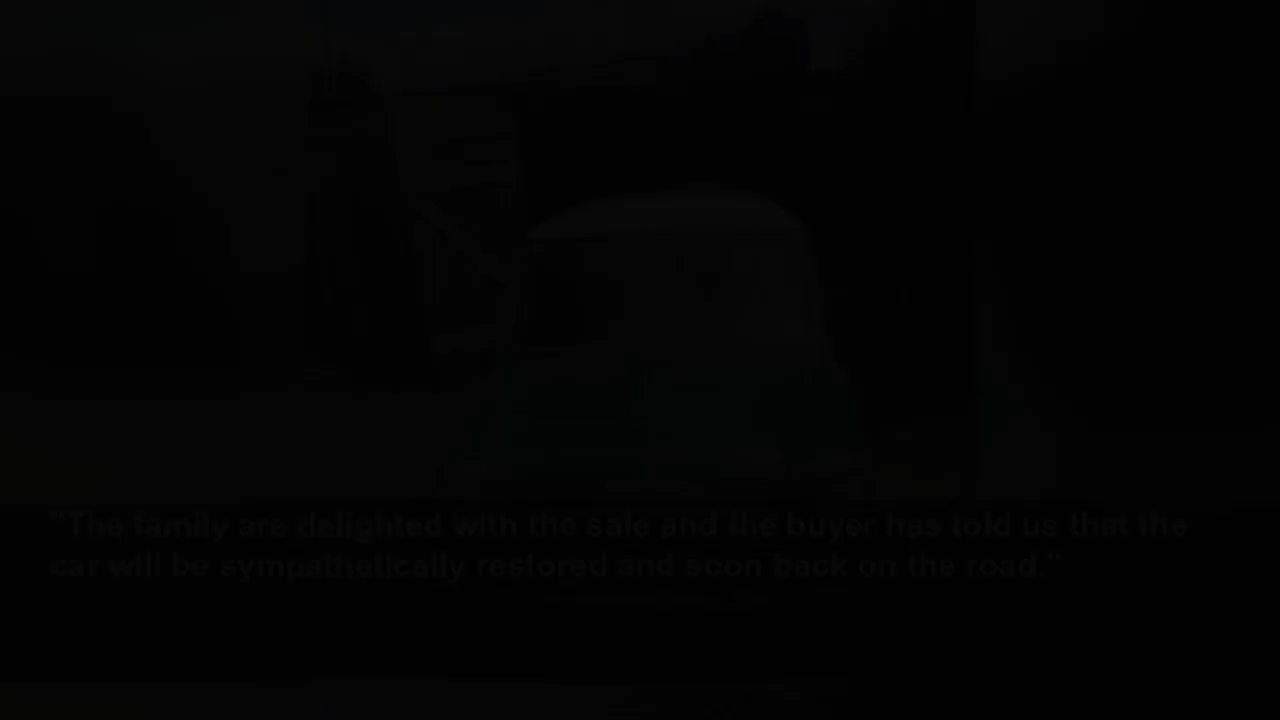 "The family are delighted with the sale and the buyer has told us that the
car will be sympathetically restored and soon back on the road."